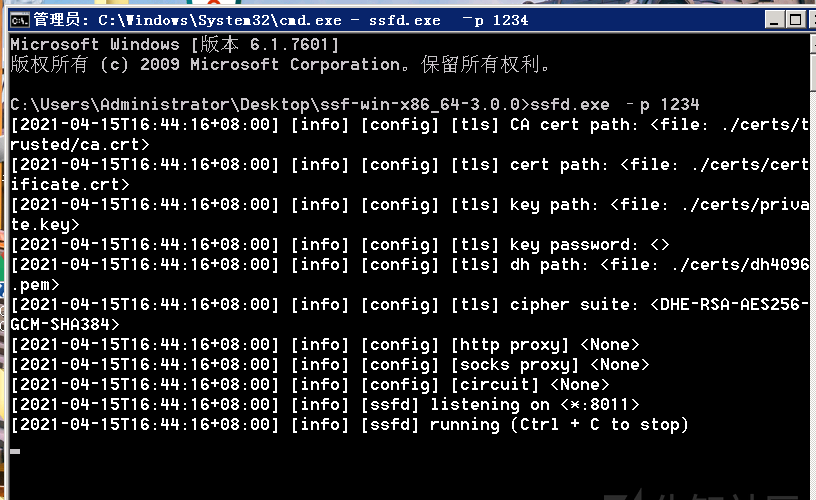 管理员: C:\Windows\System32\cmd.exe - ssfd.exe  –p 1234
Microsoft Windows [版本 6.1.7601]
版权所有 (c) 2009 Microsoft Corporation。保留所有权利。
C:\Users\Administrator\Desktop\ssf-win-x86_64-3.0.0>ssfd.exe  –p 1234
[2021-04-15T16:44:16+08:00] [info] [config] [tls] CA cert path: <file: ./certs/t
rusted/ca.crt>
[2021-04-15T16:44:16+08:00] [info] [config] [tls] cert path: <file: ./certs/cert
ificate.crt>
[2021-04-15T16:44:16+08:00] [info] [config] [tls] key path: <file: ./certs/priva
te.key>
[2021-04-15T16:44:16+08:00] [info] [config] [tls] key password: <>
[2021-04-15T16:44:16+08:00] [info] [config] [tls] dh path: <file: ./certs/dh4096
.pem>
[2021-04-15T16:44:16+08:00] [info] [config] [tls] cipher suite: <DHE-RSA-AES256-
GCM-SHA384>
[2021-04-15T16:44:16+08:00] [info] [config] [http proxy] <None>
[2021-04-15T16:44:16+08:00] [info] [config] [socks proxy] <None>
[2021-04-15T16:44:16+08:00] [info] [config] [circuit] <None>
[2021-04-15T16:44:16+08:00] [info] [ssfd] listening on <*:8011>
[2021-04-15T16:44:16+08:00] [info] [ssfd] running (Ctrl + C to stop)